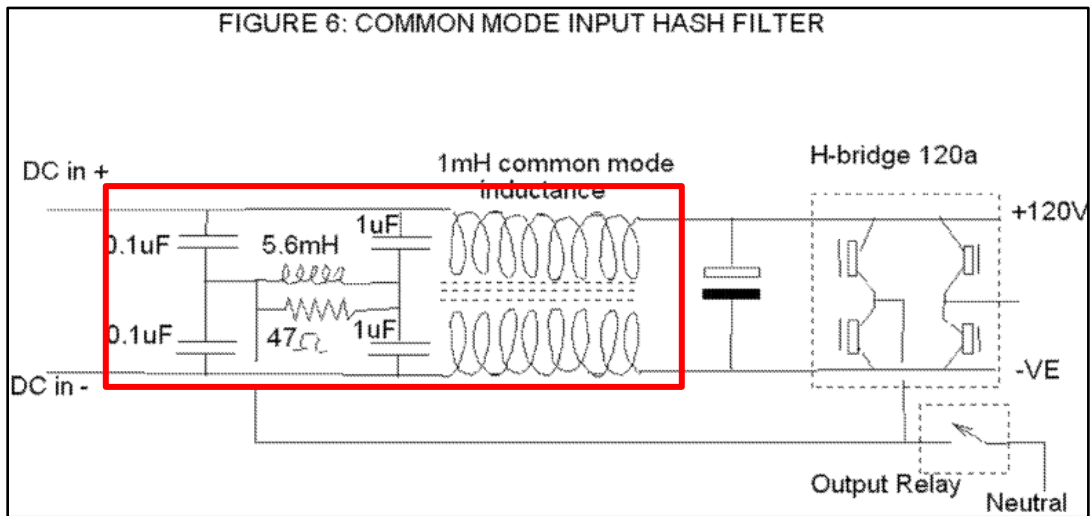 FIGURE 6: COMMON MODE INPUT HASH FILTER
DC in +
1mH common mode
inductance
H-bridge 120a
+120V
0.1uF
5.6mH
1uF
0.1uF
47Ω
1uF
DC in -
-VE
Output Relay
Neutral